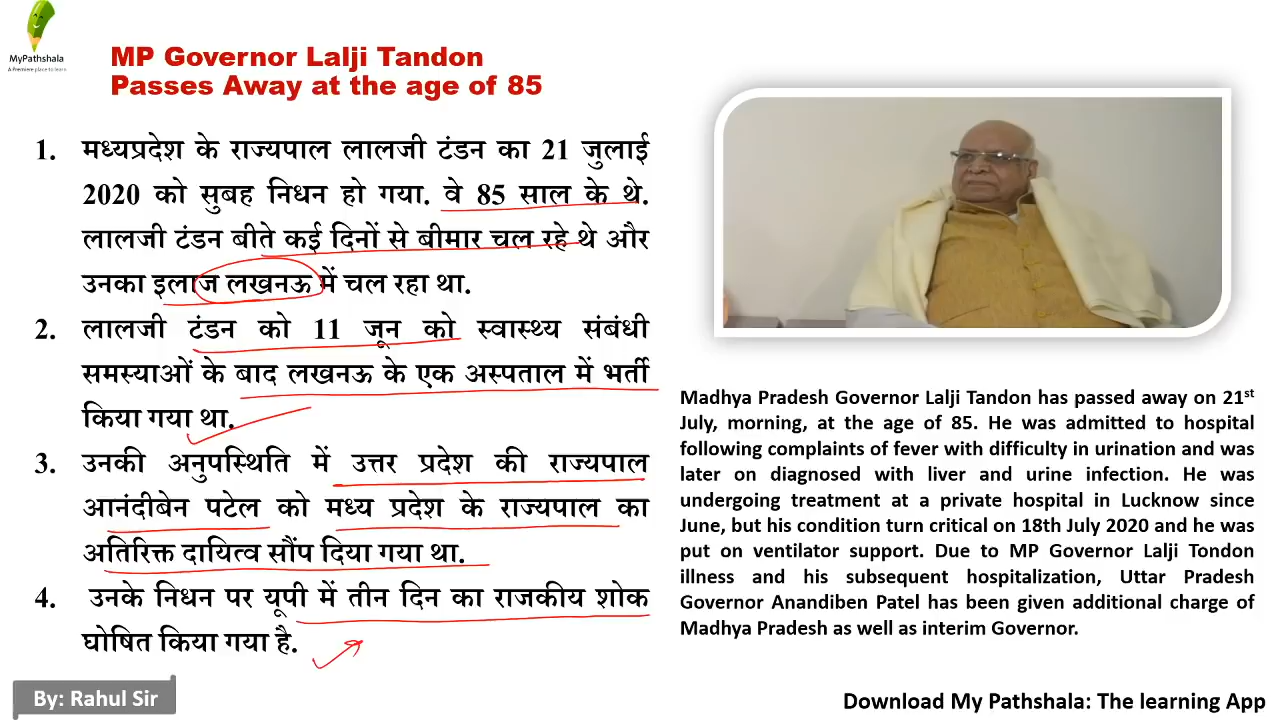 MyPathshala
A Premiere place to learn
MP Governor Lalji Tandon
Passes Away at the age of 85
1. मध्यप्रदेश के राज्यपाल लालजी टंडन का 21 जुलाई
2020 को सुबह निधन हो गया. वे 85 साल के थे.
लालजी टंडन बीते कई दिनों से बीमार चल रहे थे और
उनका इलाज लखनऊ में चल रहा था.
2. लालजी टंडन को 11 जून को स्वास्थ्य संबंधी
समस्याओं के बाद लखनऊ के एक अस्पताल में भर्ती
किया गया था.
3. उनकी अनुपस्थिति में उत्तर प्रदेश की राज्यपाल
आनंदीबेन पटेल को मध्य प्रदेश के राज्यपाल का
अतिरिक्त दायित्व सौंप दिया गया था.
4. उनके निधन पर यूपी में तीन दिन का राजकीय शोक
घोषित किया गया है.
Madhya Pradesh Governor Lalji Tandon has passed away on 21st
July, morning, at the age of 85. He was admitted to hospital
following complaints of fever with difficulty in urination and was
later on diagnosed with liver and urine infection. He was
undergoing treatment at a private hospital in Lucknow since
June, but his condition turn critical on 18th July 2020 and he was
put on ventilator support. Due to MP Governor Lalji Tondon
illness and his subsequent hospitalization, Uttar Pradesh
Governor Anandiben Patel has been given additional charge of
Madhya Pradesh as well as interim Governor.
By: Rahul Sir
Download My Pathshala: The learning App